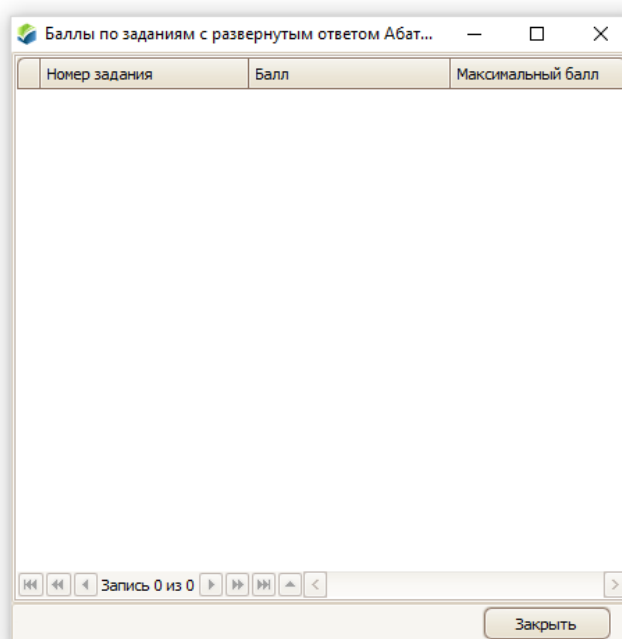 Баллы по заданиям с развернутым ответом Абат...
Номер задания Балл Максимальный балл
Запись 0 из 0
Закрыть